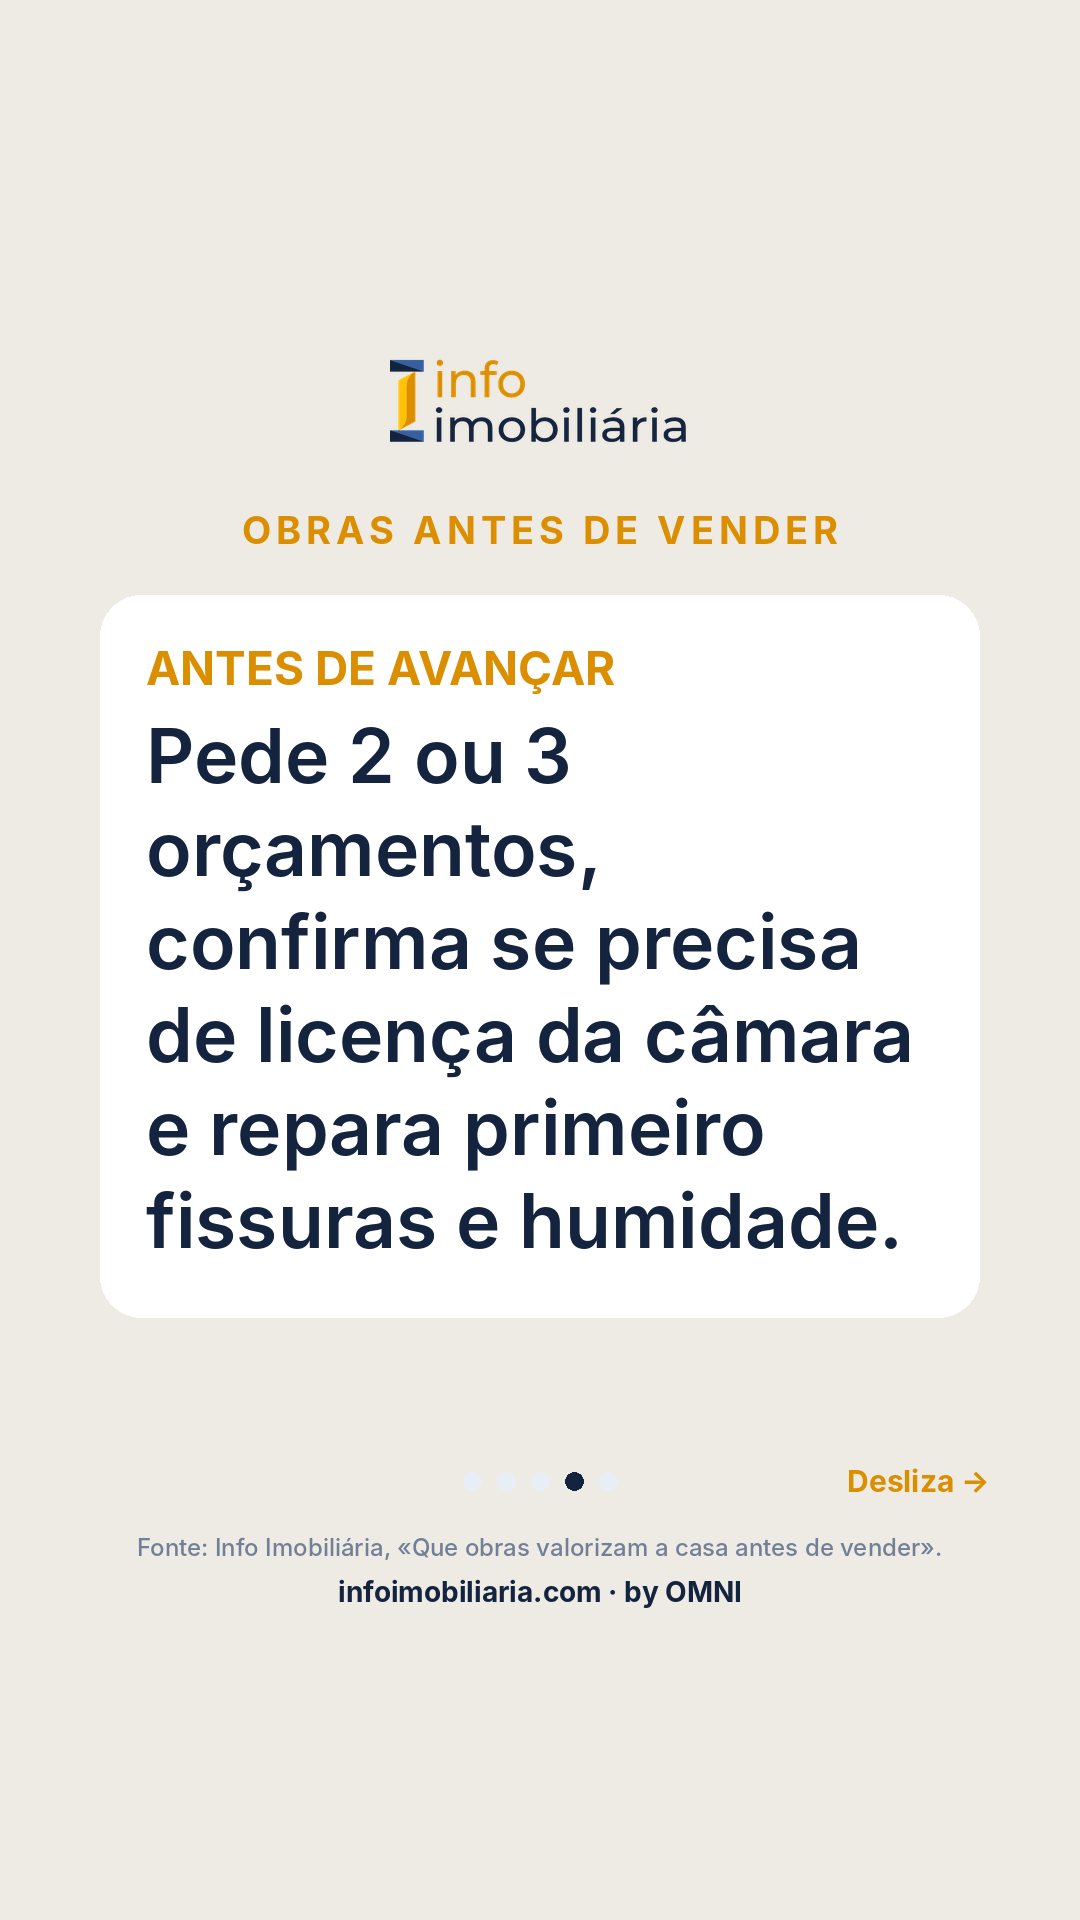 info
imobiliária
OBRAS ANTES DE VENDER
ANTES DE AVANÇAR
Pede 2 ou 3
orçamentos,
confirma se precisa
de licença da câmara
e repara primeiro
fissuras e humidade.
Desliza →
Fonte: Info Imobiliária, «Que obras valorizam a casa antes de vender».
infoimobiliaria.com · by OMNI